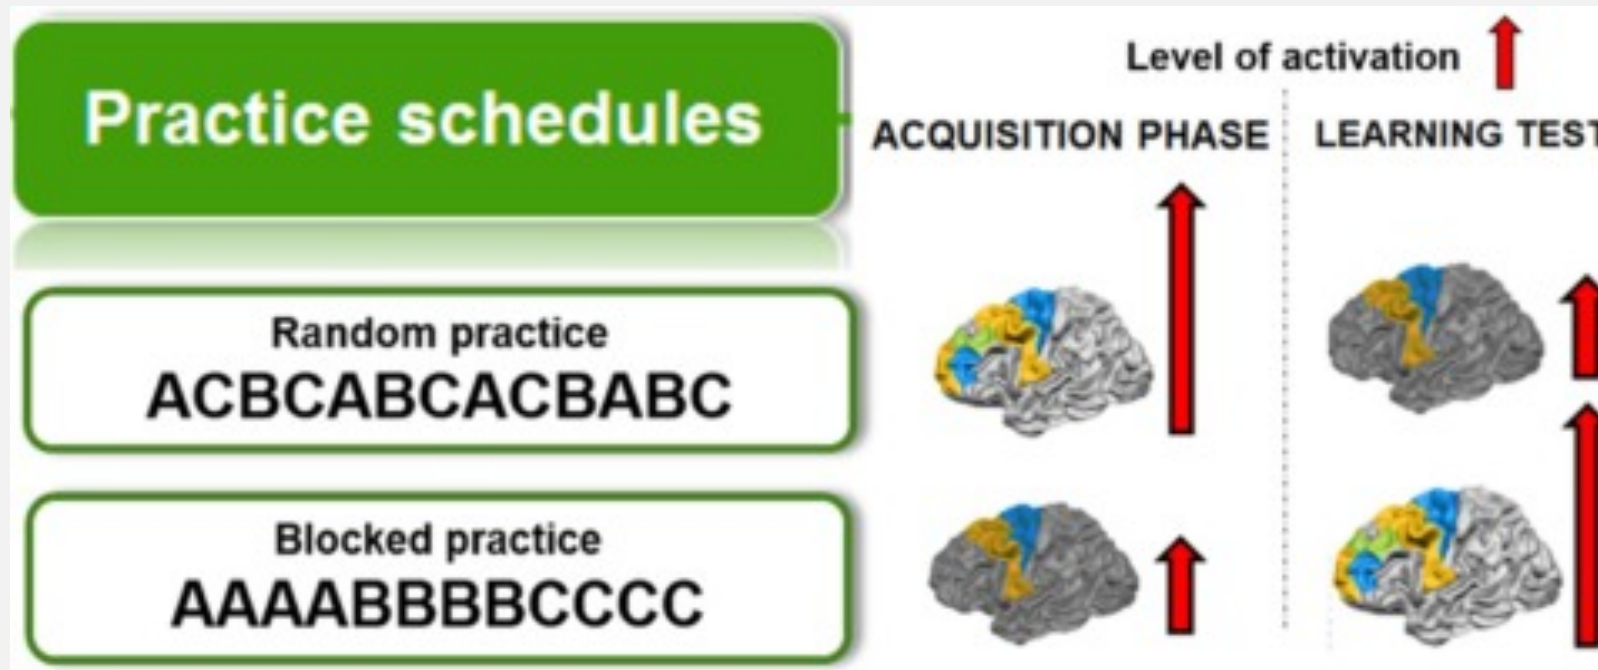 Practice schedules
Level of activation
ACQUISITION PHASE
LEARNING TEST
Random practice
ACBCABCACBABC
Blocked practice
AAAABBBBCCCC